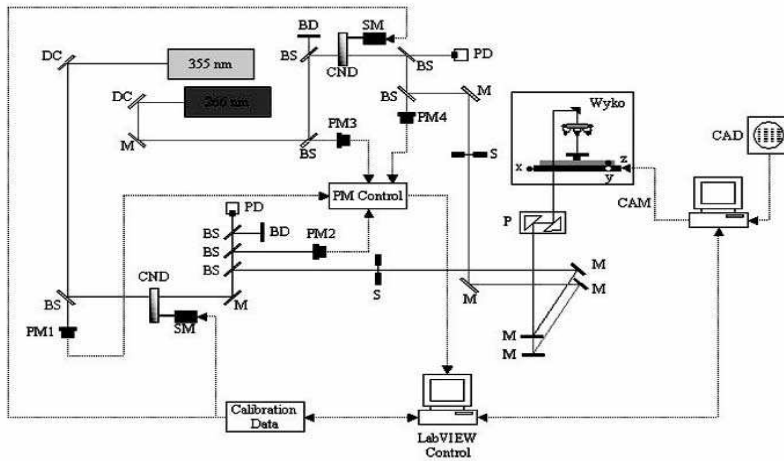 BD
SM
DC
355 nm
BS
CND
BS
PD
DC
266 nm
BS
M
Wyko
PM3
PM4
CAD
M
BS
S
x
z
y
PM Control
CAM
PD
P
BS
BD
PM2
BS
BS
CND
M
BS
M
S
M
M
PM1
SM
M
M
Calibration
Data
LabVIEW
Control